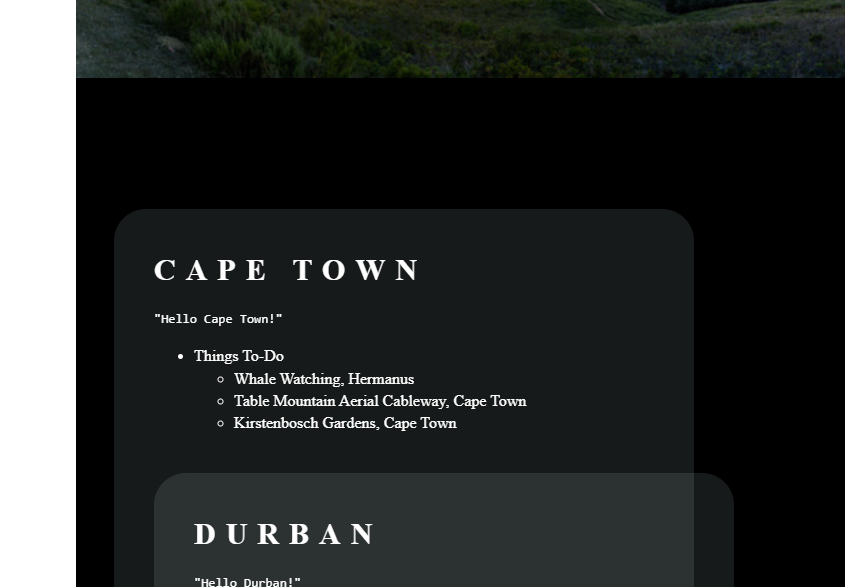 CAPE TOWN
"Hello Cape Town!"
Things To-Do
Whale Watching, Hermanus
Table Mountain Aerial Cableway, Cape Town
Kirstenbosch Gardens, Cape Town
DURBAN
"Hello Durban!"